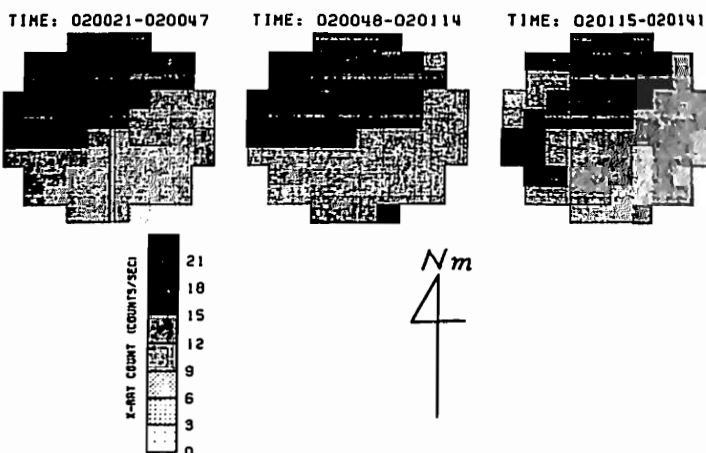 TIME: 020021-020047
TIME: 020048-020114
TIME: 020115-020141
X-RAY COUNT (COUNTS/SEC)
21
18
15
12
9
6
3
0
Nm